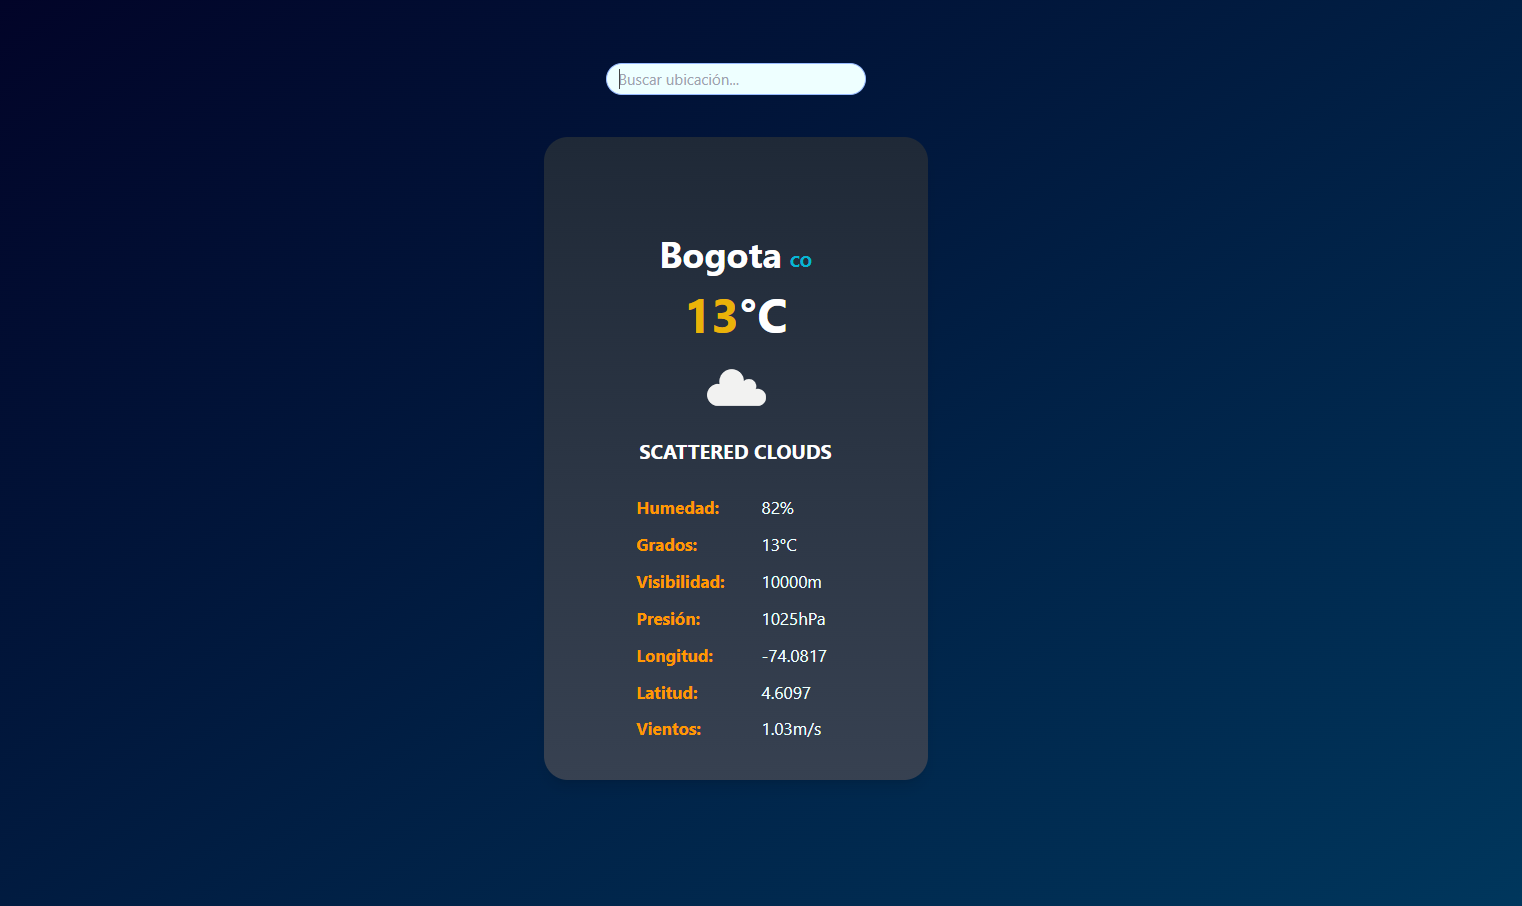 Buscar ubicación...
Bogota CO
13°C
SCATTERED CLOUDS
Humedad: 82%
Grados: 13°C
Visibilidad: 10000m
Presión: 1025hPa
Longitud: -74.0817
Latitud: 4.6097
Vientos: 1.03m/s